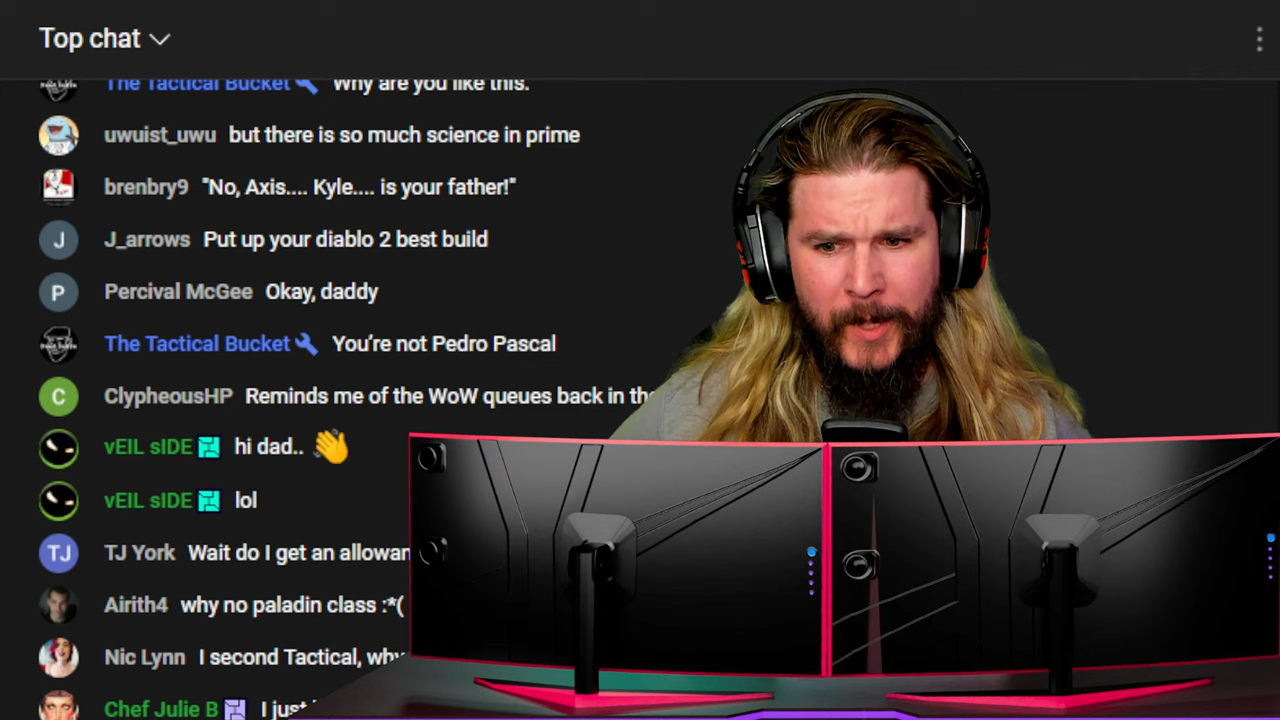 Top chat
The Tactical Bucket Why are you like this.
uwuist_uwu but there is so much science in prime
brenbry9 "No, Axis.... Kyle.... is your father!"
J J_arrows Put up your diablo 2 best build
P Percival McGee Okay, daddy
The Tactical Bucket You're not Pedro Pascal
C ClypheousHP Reminds me of the WoW queues back in the
vEIL sIDE hi dad..
vEIL sIDE lol
TJ TJ York Wait do I get an
Airith4 why no paladin class :*(
Nic Lynn I second Tactical, why
Chef Julie B I just